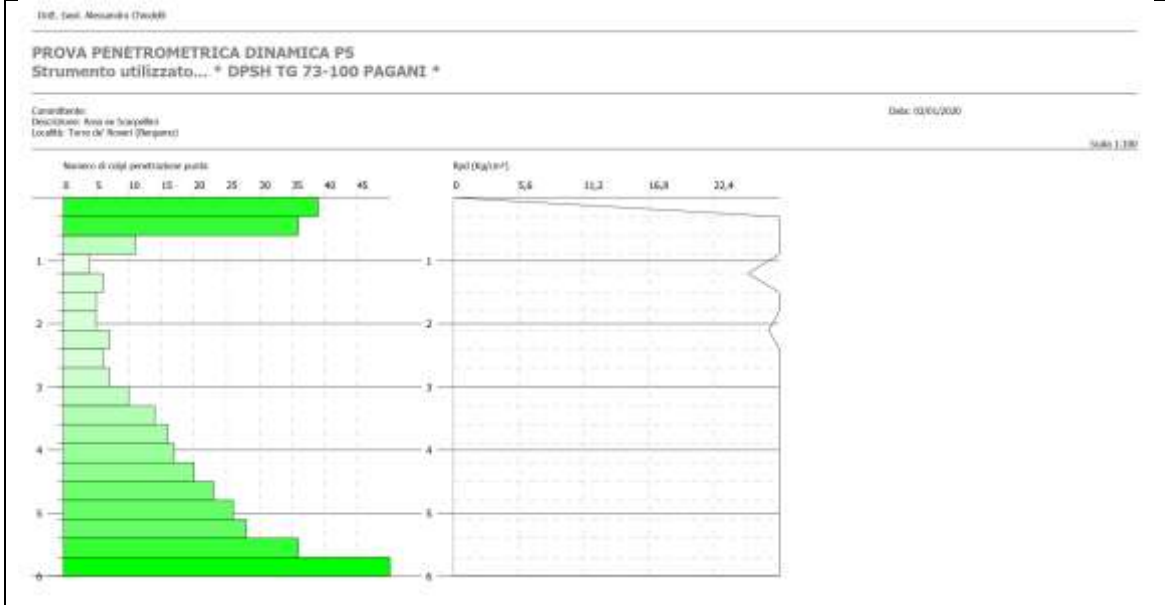 Dott. Geol. Alessandro Chiodelli
PROVA PENETROMETRICA DINAMICA P5
Strumento utilizzato... * DPSH TG 73-100 PAGANI *
Committente:
Descrizione: Area ex Scarpellini
Località: Torre de' Roveri (Bergamo)
Data: 02/01/2020
Scala 1:100
Numero di colpi penetrazione punta
Rpd (Kg/cm²)
0 5 10 15 20 25 30 35 40 45
0 5,6 11,2 16,8 22,4
1 1
2 2
3 3
4 4
5 5
6 6